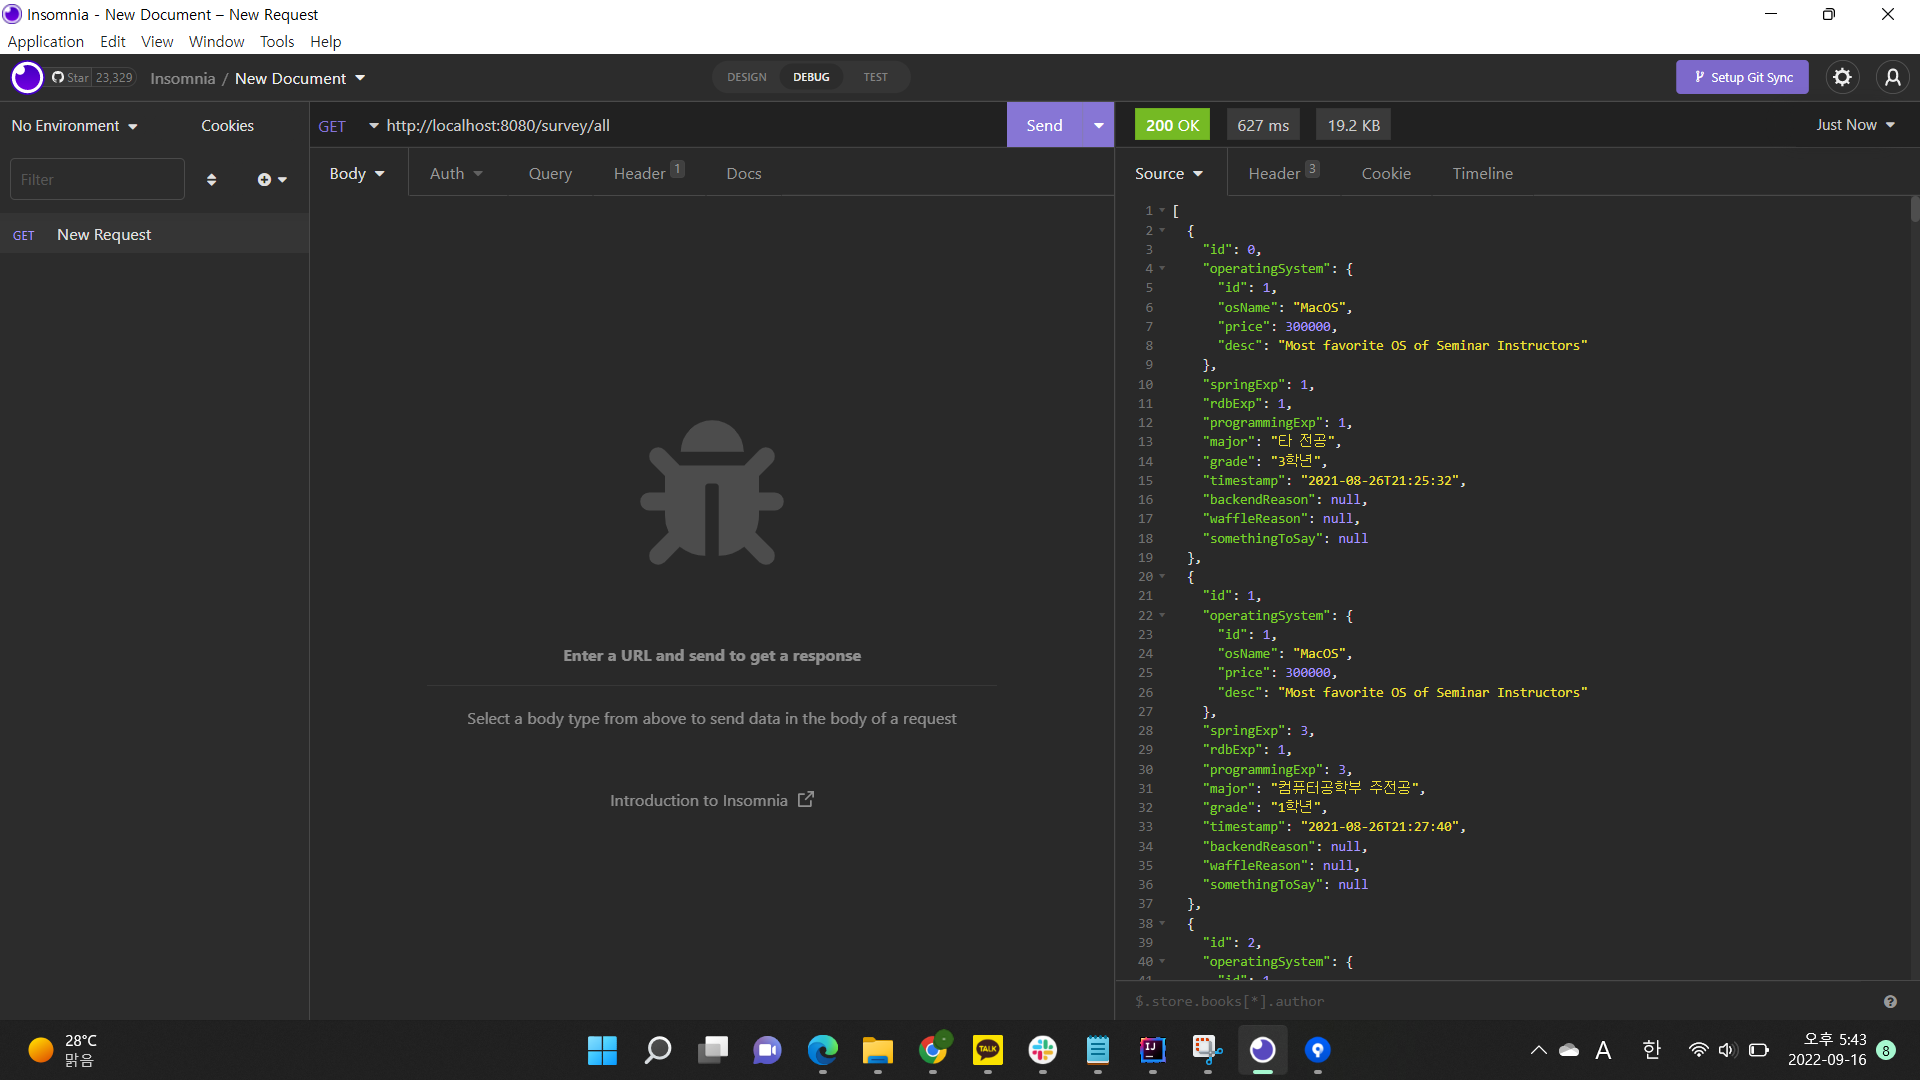 Insomnia - New Document – New Request
Application Edit View Window Tools Help
Star 23,329 Insomnia / New Document DESIGN DEBUG TEST Setup Git Sync
No Environment Cookies
Filter
GET New Request
GET http://localhost:8080/survey/all Send
Body Auth Query Header 1 Docs
Enter a URL and send to get a response
Select a body type from above to send data in the body of a request
Introduction to Insomnia
200 OK 627 ms 19.2 KB Just Now
Source Header 3 Cookie Timeline
1 [
2 {
3 "id": 0,
4 "operatingSystem": {
5 "id": 1,
6 "osName": "MacOS",
7 "price": 300000,
8 "desc": "Most favorite OS of Seminar Instructors"
9 },
10 "springExp": 1,
11 "rdbExp": 1,
12 "programmingExp": 1,
13 "major": "타 전공",
14 "grade": "3학년",
15 "timestamp": "2021-08-26T21:25:32",
16 "backendReason": null,
17 "waffleReason": null,
18 "somethingToSay": null
19 },
20 {
21 "id": 1,
22 "operatingSystem": {
23 "id": 1,
24 "osName": "MacOS",
25 "price": 300000,
26 "desc": "Most favorite OS of Seminar Instructors"
27 },
28 "springExp": 3,
29 "rdbExp": 1,
30 "programmingExp": 3,
31 "major": "컴퓨터공학부 주전공",
32 "grade": "1학년",
33 "timestamp": "2021-08-26T21:27:40",
34 "backendReason": null,
35 "waffleReason": null,
36 "somethingToSay": null
37 },
38 {
39 "id": 2,
40 "operatingSystem": {
41 "id": 1
$.store.books[*].author
28°C
맑음
TALK
IJ
A 한
오후 5:43
2022-09-16 8